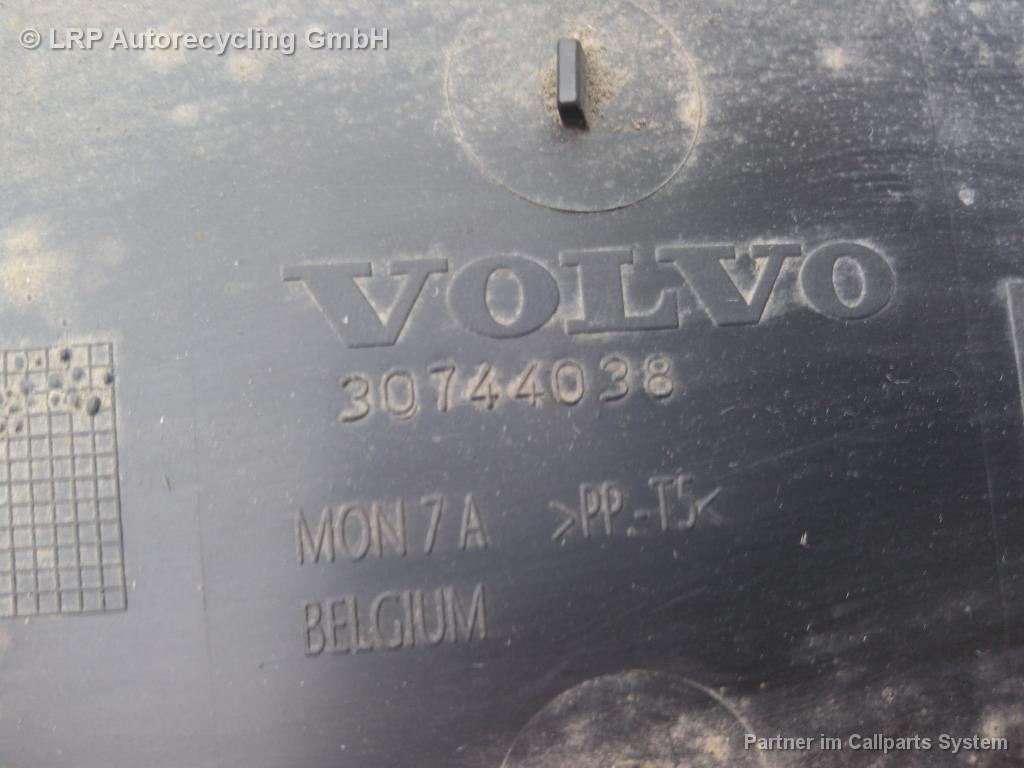 © LRP Autorecycling GmbH
VOLVO
30744038
MON 7 A >PP.-T5<
BELGIUM
Partner im Callparts System